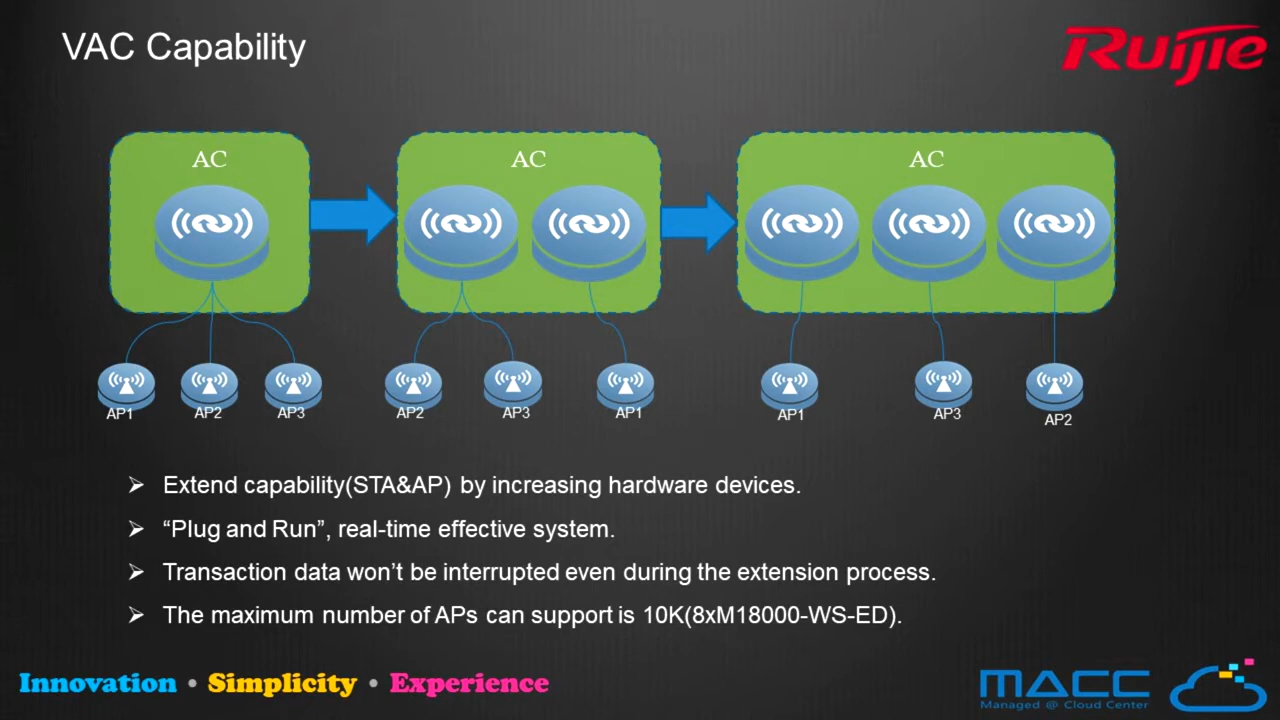 VAC Capability
RUIJIE
AC
AC
AC
AP1
AP2
AP3
AP2
AP3
AP1
AP1
AP3
AP2
Extend capability(STA&AP) by increasing hardware devices.
“Plug and Run”, real-time effective system.
Transaction data won’t be interrupted even during the extension process.
The maximum number of APs can support is 10K(8xM18000-WS-ED).
Innovation • Simplicity • Experience
MACC
Managed @ Cloud Center